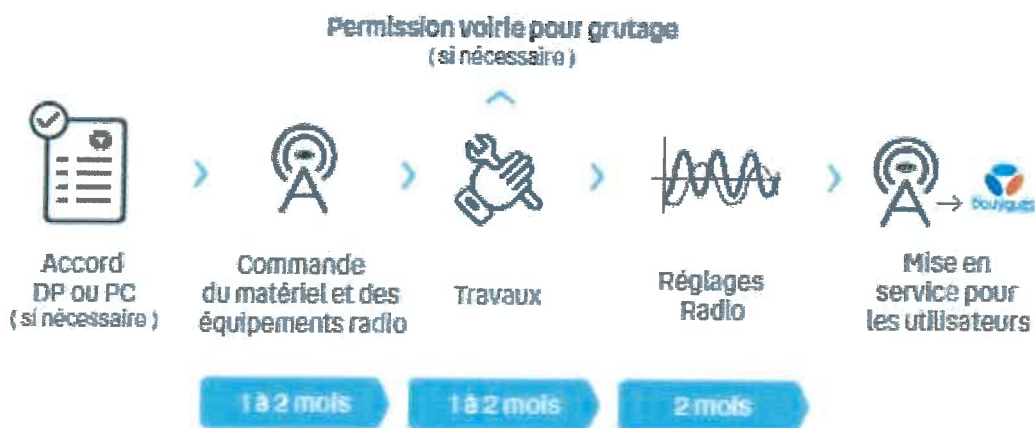 Permission voirie pour grutage
(si nécessaire)
Accord
DP ou PC
(si nécessaire)
Commande
du matériel et des
équipements radio
Travaux
Réglages
Radio
bouygues
Mise en
service pour
les utilisateurs
1 à 2 mois
1 à 2 mois
2 mois